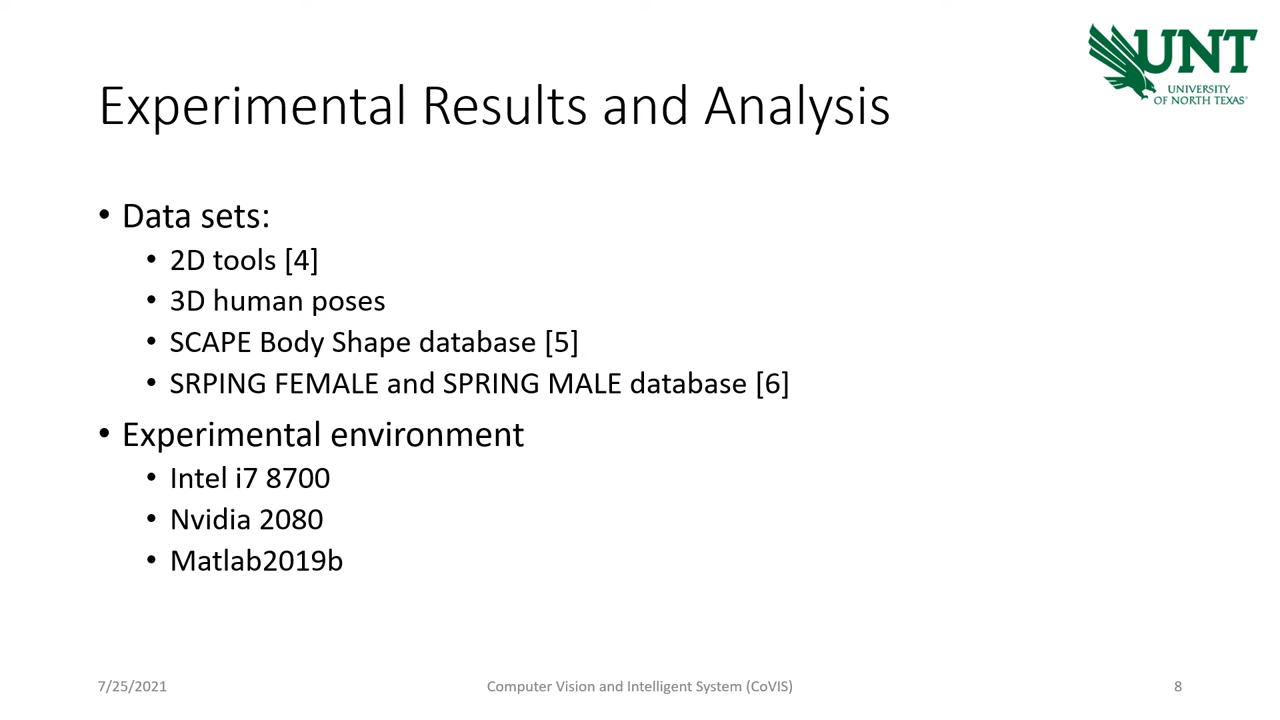 UNT
UNIVERSITY
OF NORTH TEXAS
Experimental Results and Analysis
• Data sets:
• 2D tools [4]
• 3D human poses
• SCAPE Body Shape database [5]
• SRPING FEMALE and SPRING MALE database [6]
• Experimental environment
• Intel i7 8700
• Nvidia 2080
• Matlab2019b
7/25/2021
Computer Vision and Intelligent System (CoVIS)
8